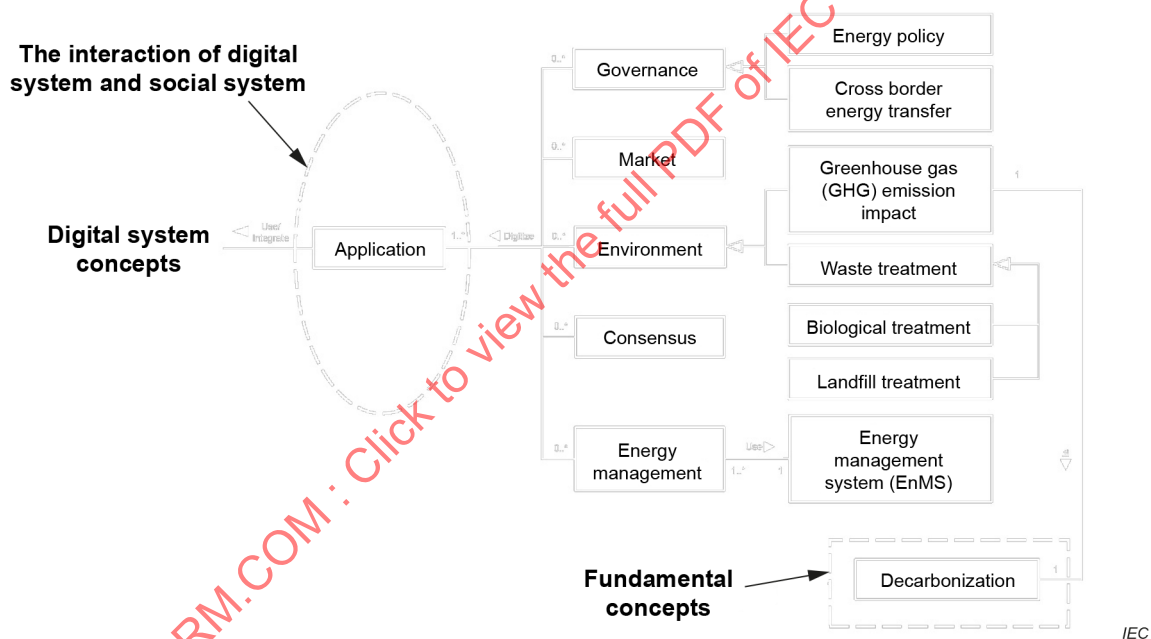 The interaction of digital
system and social system
Digital system
concepts
Use/
Integrate
Application
1..*
Digitize
0..*
Governance
0..*
Market
0..*
Environment
0..*
Consensus
0..*
Energy
management
Energy policy
Cross border
energy transfer
Greenhouse gas
(GHG) emission
impact
1
Waste treatment
Biological treatment
Landfill treatment
Use
1..*
1
Energy
management
system (EnMS)
Fundamental
concepts
Decarbonization
1
IEC
RM.COM : Click to view the full PDF of IEC